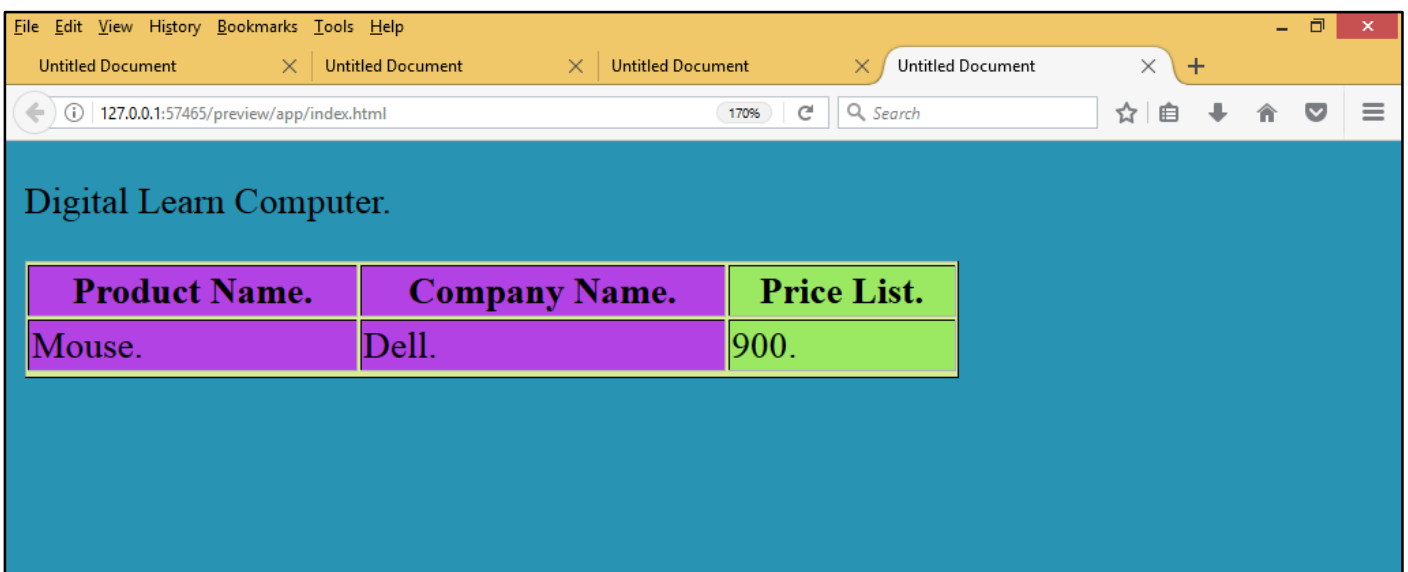 File Edit View History Bookmarks Tools Help
Untitled Document Untitled Document Untitled Document Untitled Document
127.0.0.1:57465/preview/app/index.html 170% Search
Digital Learn Computer.
Product Name. Company Name. Price List.
Mouse. Dell. 900.